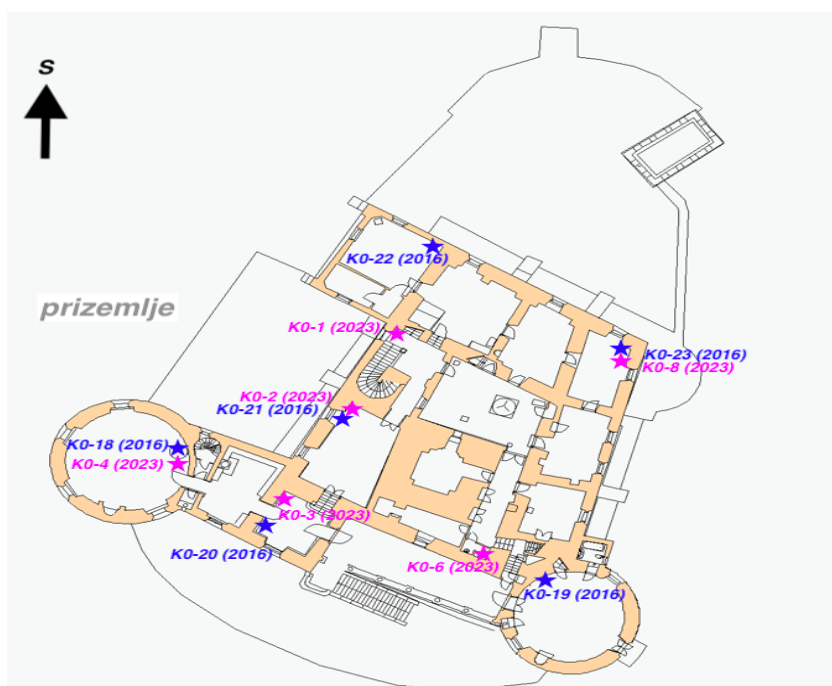 S
K0-22 (2016)
prizemlje
K0-1 (2023)
K0-23 (2016)
K0-8 (2023)
K0-2 (2023)
K0-21 (2016)
K0-18 (2016)
K0-4 (2023)
K0-3 (2023)
K0-20 (2016)
K0-6 (2023)
K0-19 (2016)